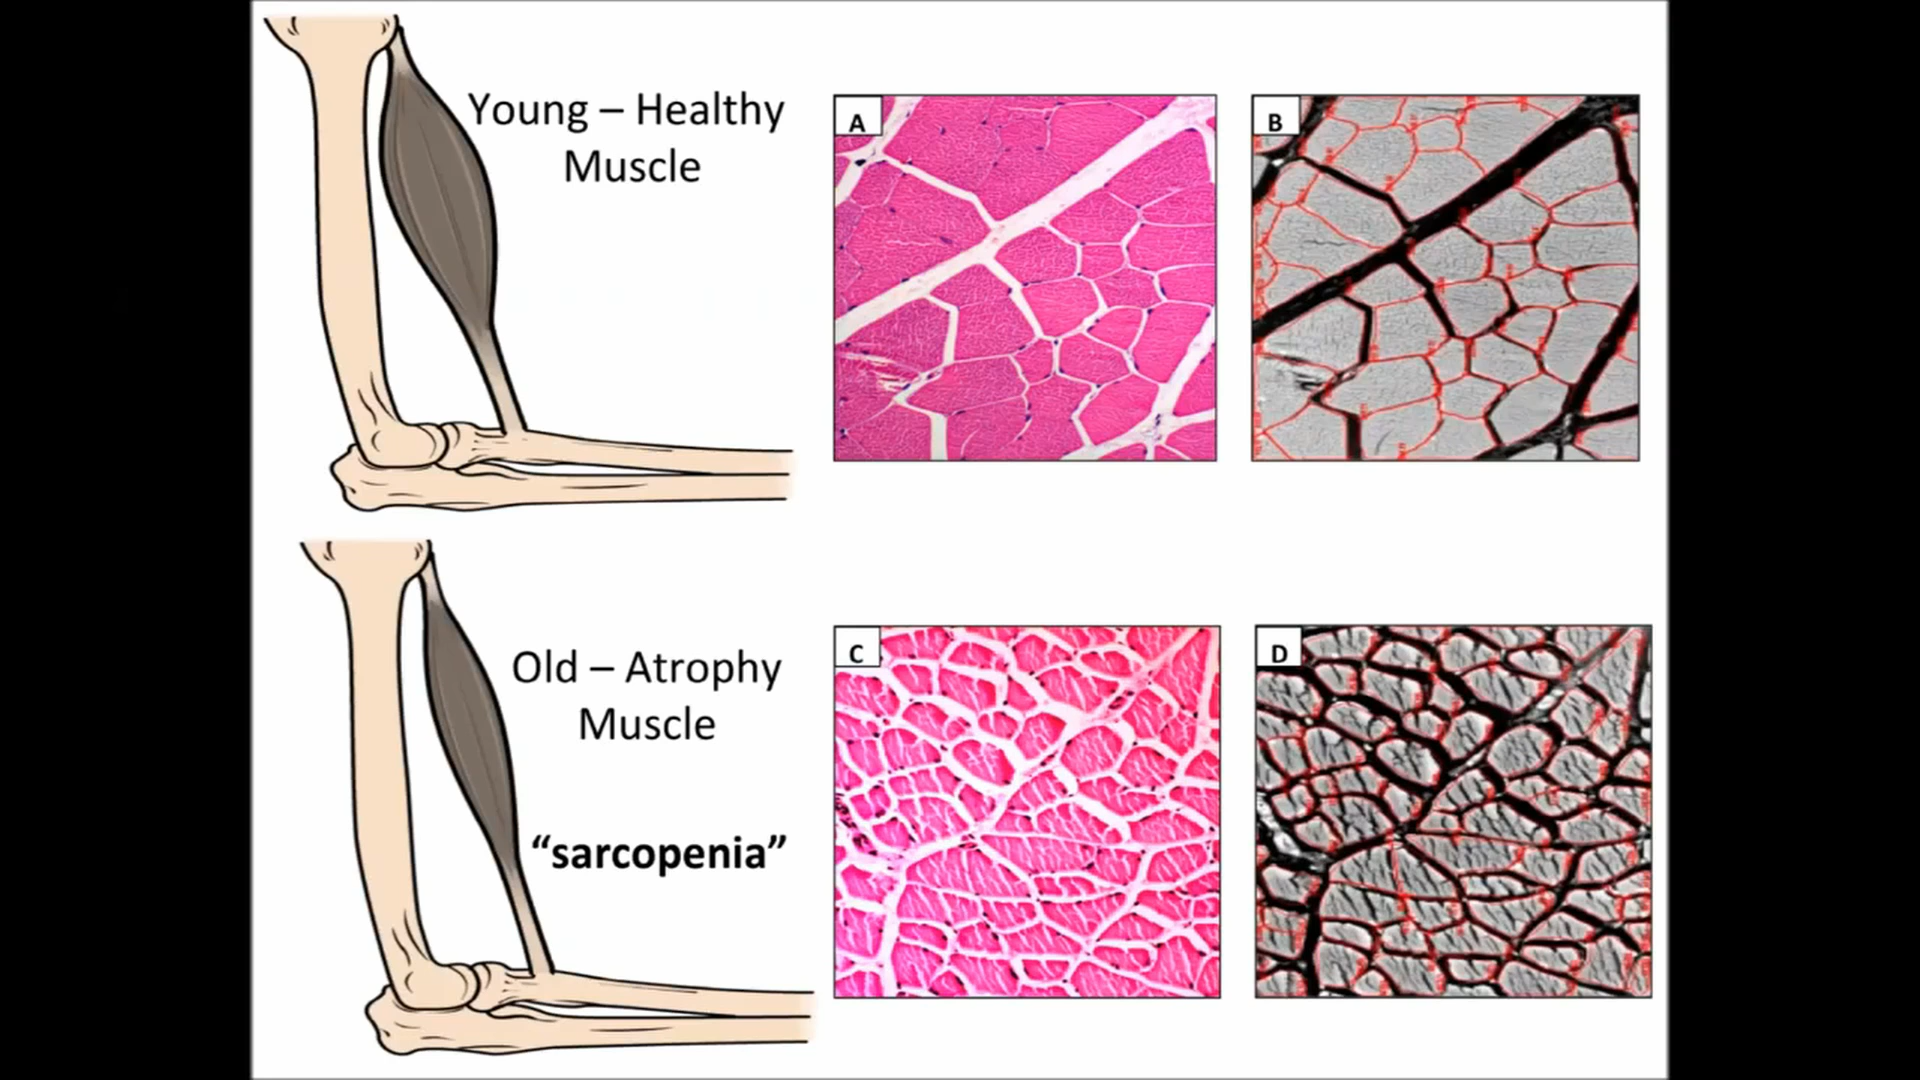 Young – Healthy
Muscle
A
B
Old – Atrophy
Muscle
“sarcopenia”
C
D